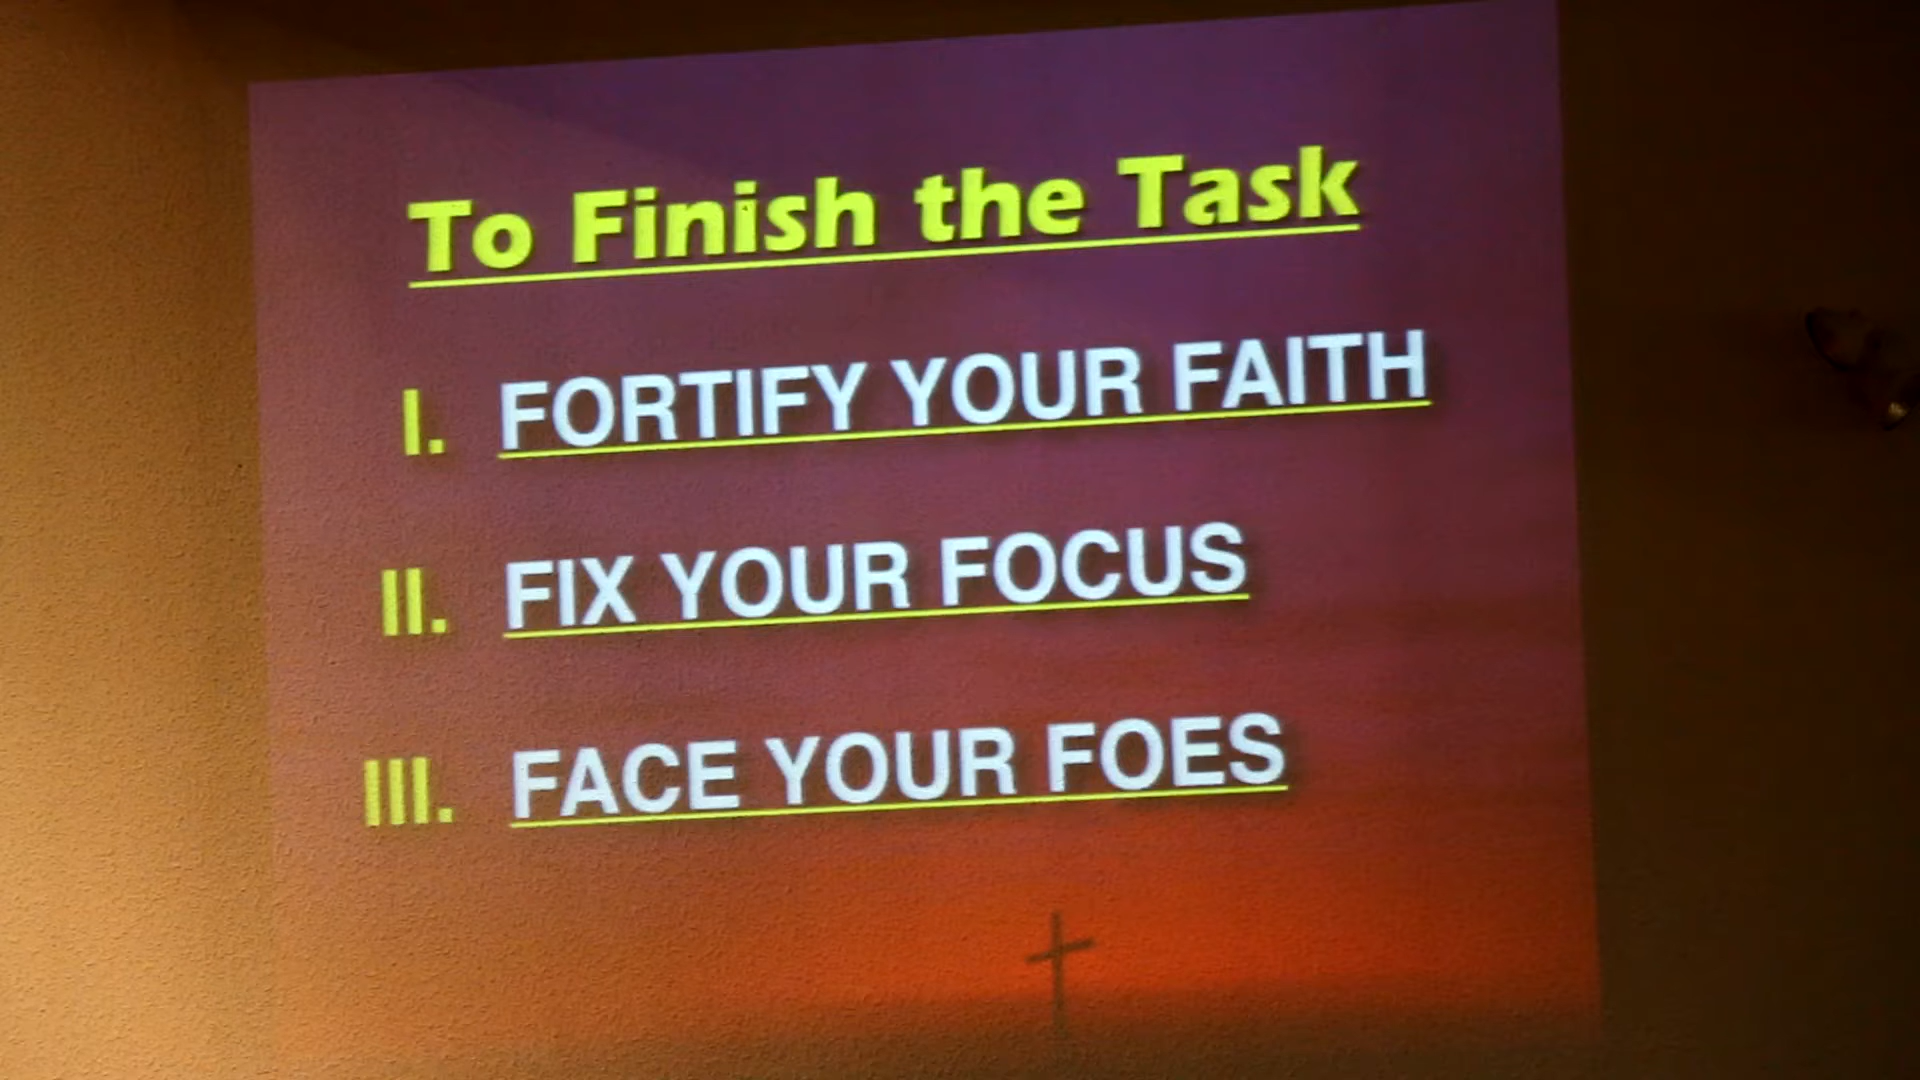 To Finish the Task
I. FORTIFY YOUR FAITH
II. FIX YOUR FOCUS
III. FACE YOUR FOES